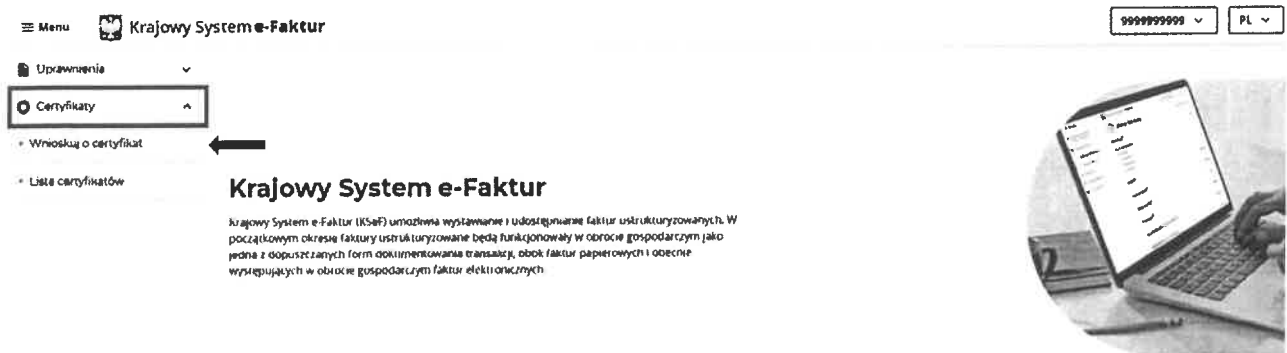 Menu
Krajowy System e-Faktur
9999999999
PL
Uprawnienia
Certyfikaty
Wnioskuj o certyfikat
Lista certyfikatów
Krajowy System e-Faktur
Krajowy System e-Faktur (KSeF) umożliwia wystawianie i udostępnianie faktur ustrukturyzowanych. W
początkowym okresie faktury ustrukturyzowane będą funkcjonowały w obrocie gospodarczym jako
jedna z dopuszczanych form dokumentowania transakcji, obok faktur papierowych i obecnie
występujących w obrocie gospodarczym faktur elektronicznych.